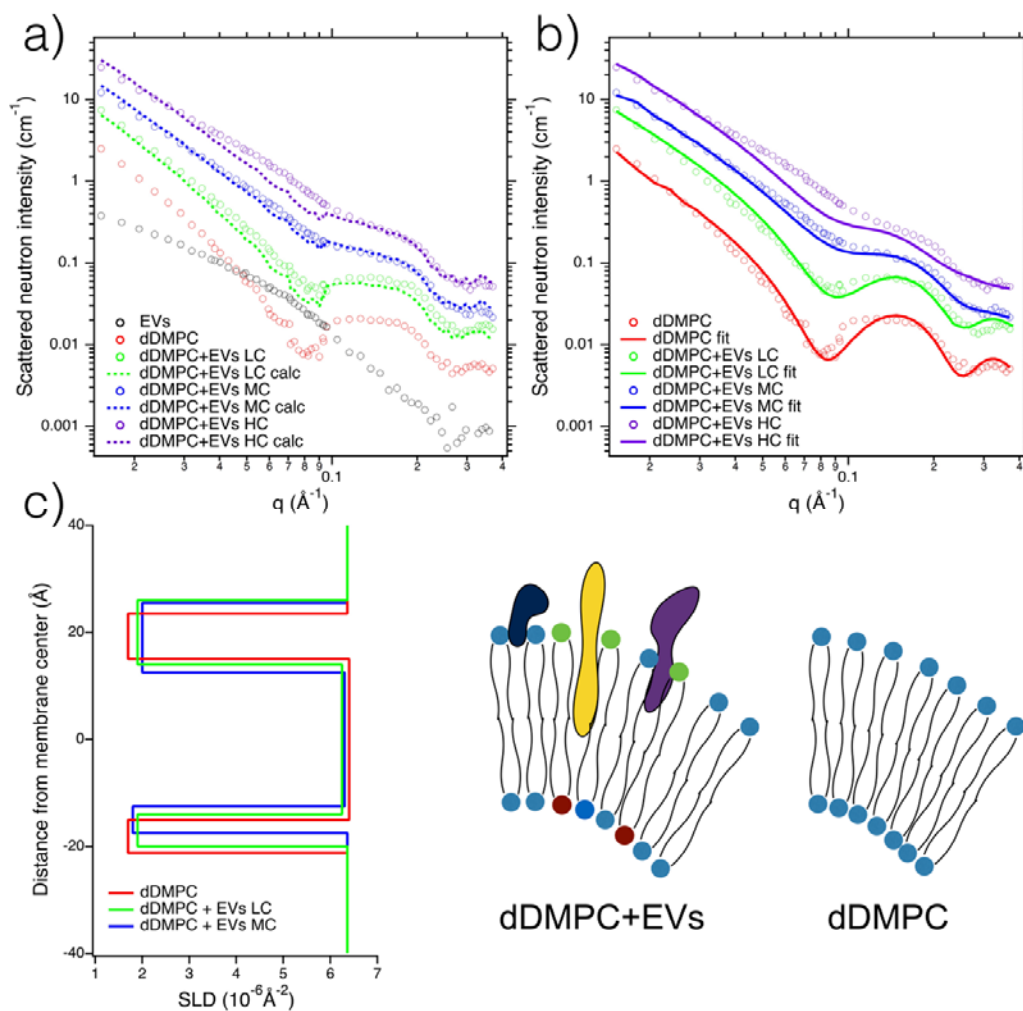 a)
Scattered neutron intensity (cm⁻¹)
10
1
0.1
0.01
0.001
EVs
dDMPC
dDMPC+EVs LC
dDMPC+EVs LC calc
dDMPC+EVs MC
dDMPC+EVs MC calc
dDMPC+EVs HC
dDMPC+EVs HC calc
2 3 4 5 6 7 8 9 0.1 2 3 4
q (Å⁻¹)
b)
Scattered neutron intensity (cm⁻¹)
10
1
0.1
0.01
0.001
dDMPC
dDMPC fit
dDMPC+EVs LC
dDMPC+EVs LC fit
dDMPC+EVs MC
dDMPC+EVs MC fit
dDMPC+EVs HC
dDMPC+EVs HC fit
2 3 4 5 6 7 8 9 0.1 2 3 4
q (Å⁻¹)
c)
Distance from membrane center (Å)
40
20
0
-20
-40
dDMPC
dDMPC + EVs LC
dDMPC + EVs MC
1 2 3 4 5 6 7
SLD (10⁻⁶Å⁻²)
dDMPC+EVs
dDMPC